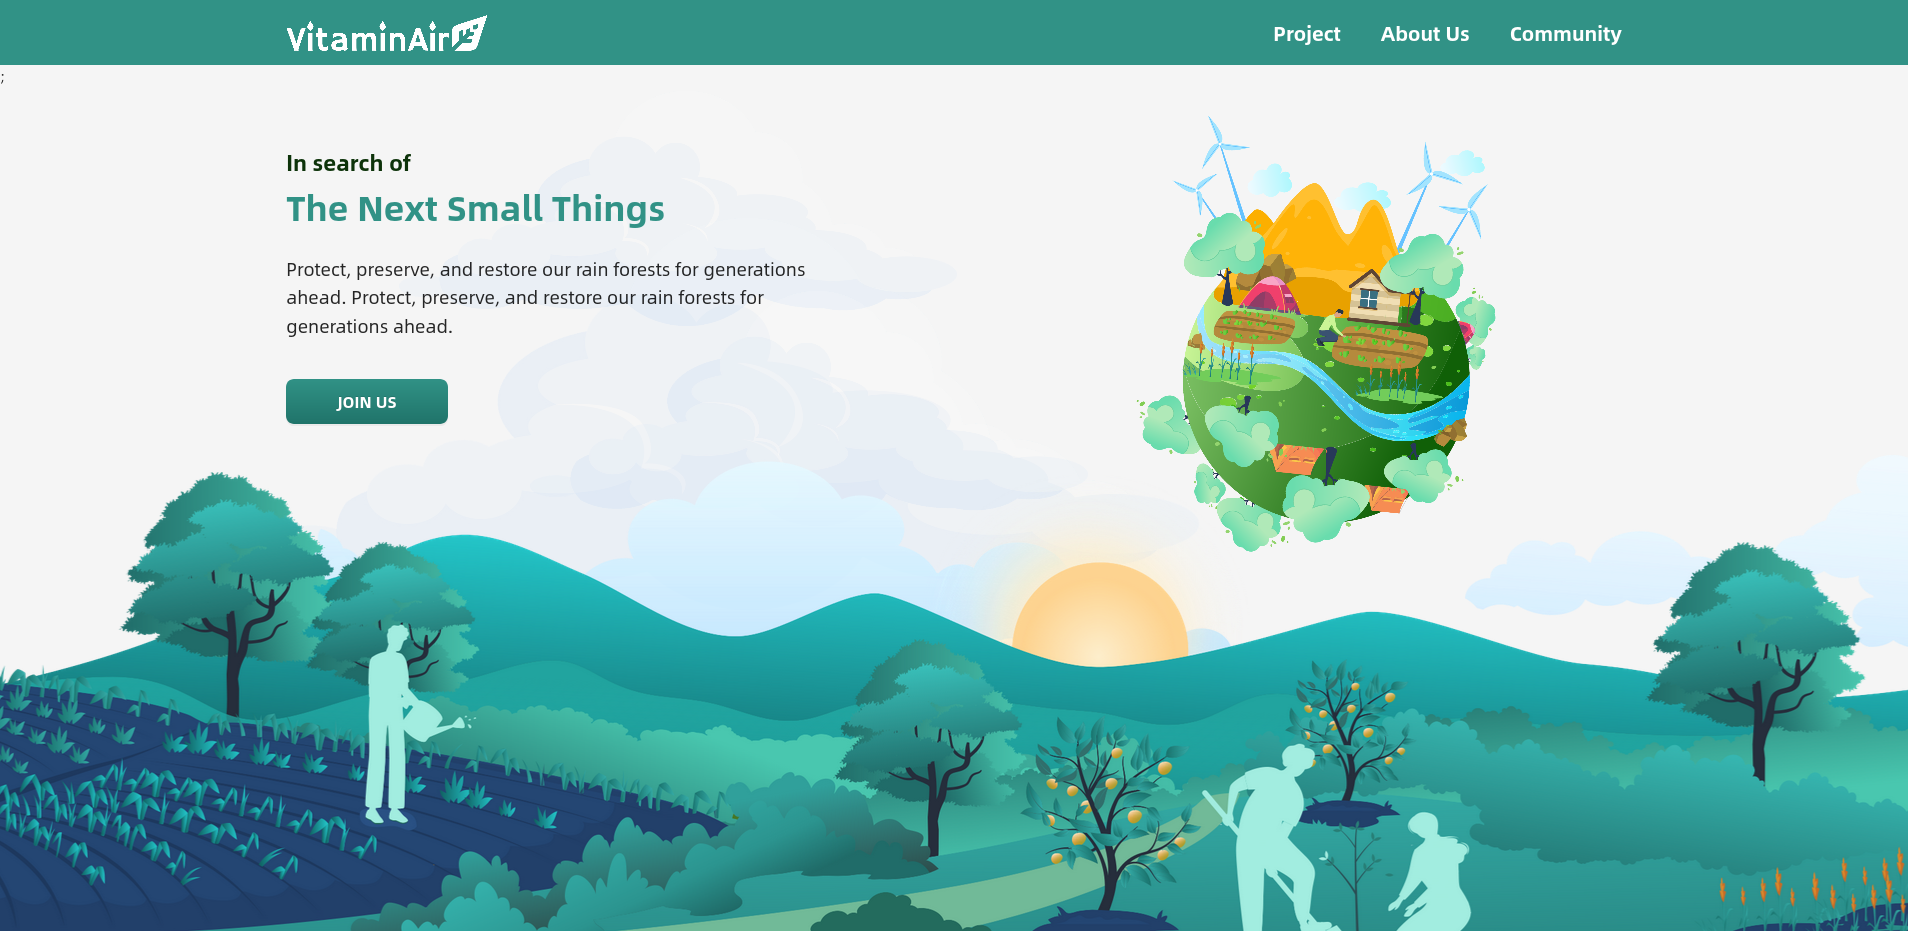 VitaminAir
Project
About Us
Community
;
In search of
The Next Small Things
Protect, preserve, and restore our rain forests for generations
ahead. Protect, preserve, and restore our rain forests for
generations ahead.
JOIN US